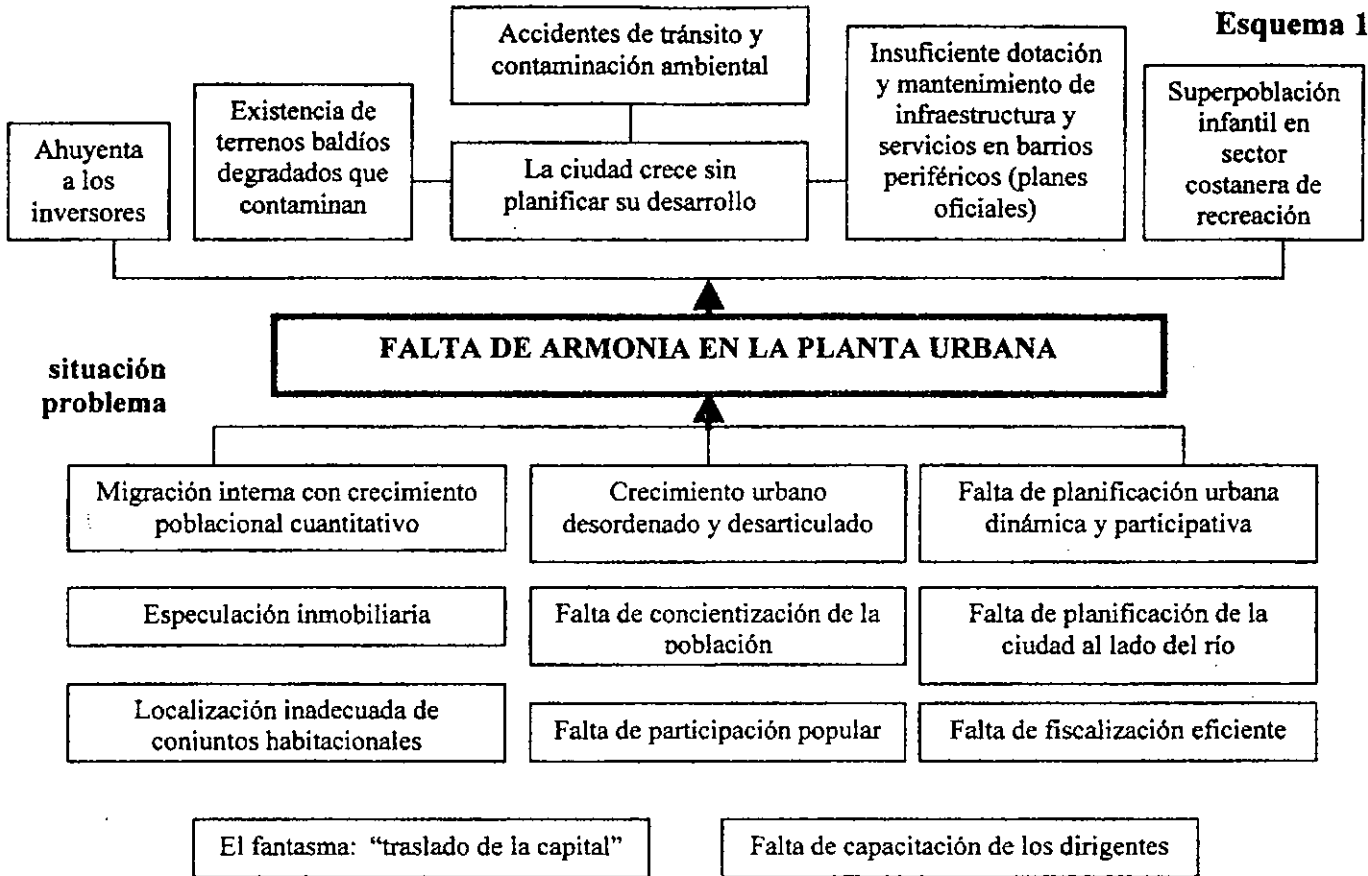 Esquema 1
Accidentes de tránsito y
contaminación ambiental
Ahuyenta
a los
inversores
Existencia de
terrenos baldíos
degradados que
contaminan
La ciudad crece sin
planificar su desarrollo
Insuficiente dotación
y mantenimiento de
infraestructura y
servicios en barrios
periféricos (planes
oficiales)
Superpoblación
infantil en
sector
costanera de
recreación
situación
problema
FALTA DE ARMONIA EN LA PLANTA URBANA
Migración interna con crecimiento
poblacional cuantitativo
Crecimiento urbano
desordenado y desarticulado
Falta de planificación urbana
dinámica y participativa
Especulación inmobiliaria
Falta de concientización de la
población
Falta de planificación de la
ciudad al lado del río
Localización inadecuada de
conjuntos habitacionales
Falta de participación popular
Falta de fiscalización eficiente
El fantasma: “traslado de la capital”
Falta de capacitación de los dirigentes